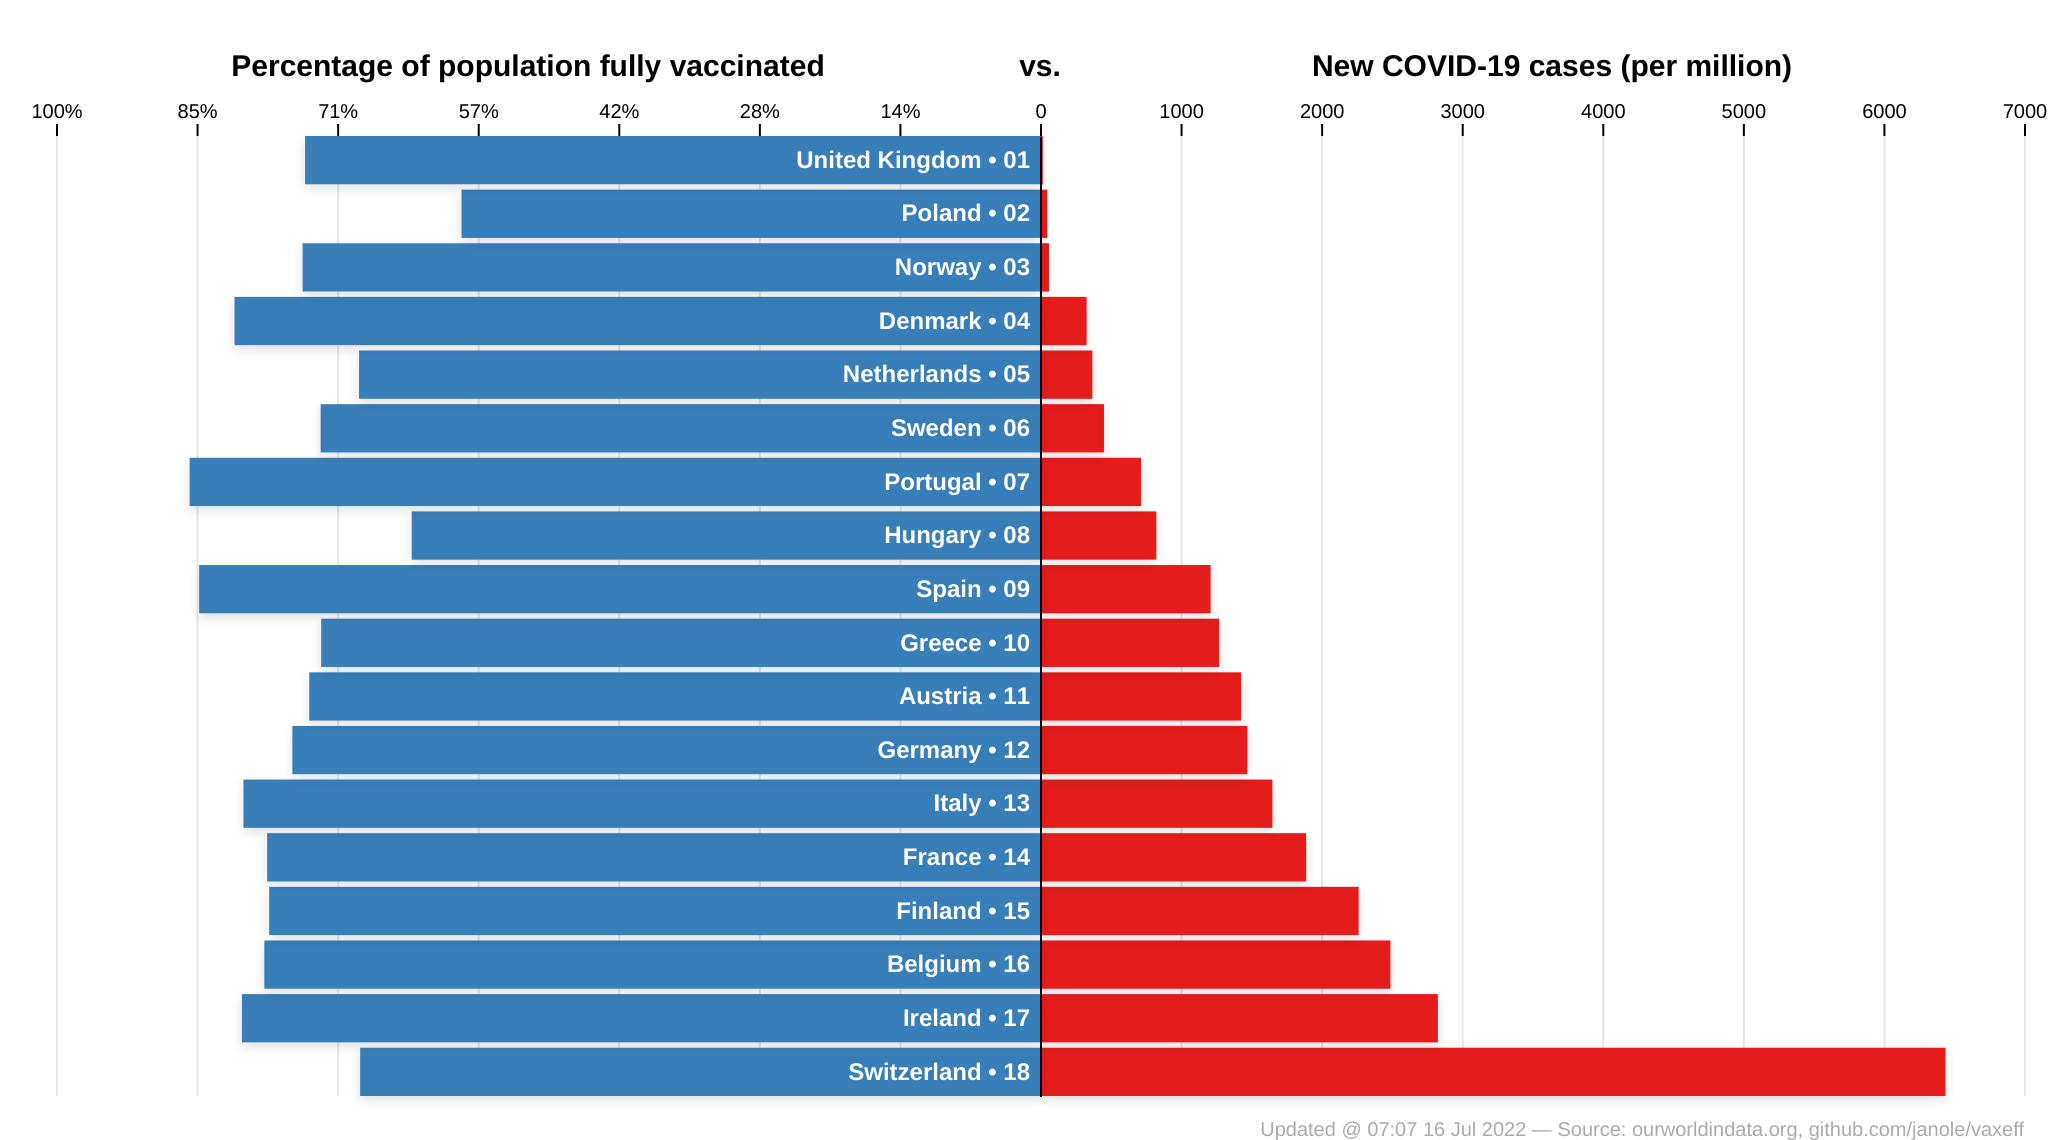 Percentage of population fully vaccinated vs. New COVID-19 cases (per million)
100% 85% 71% 57% 42% 28% 14% 0 1000 2000 3000 4000 5000 6000 7000
United Kingdom • 01
Poland • 02
Norway • 03
Denmark • 04
Netherlands • 05
Sweden • 06
Portugal • 07
Hungary • 08
Spain • 09
Greece • 10
Austria • 11
Germany • 12
Italy • 13
France • 14
Finland • 15
Belgium • 16
Ireland • 17
Switzerland • 18
Updated @ 07:07 16 Jul 2022 — Source: ourworldindata.org, github.com/janole/vaxeff